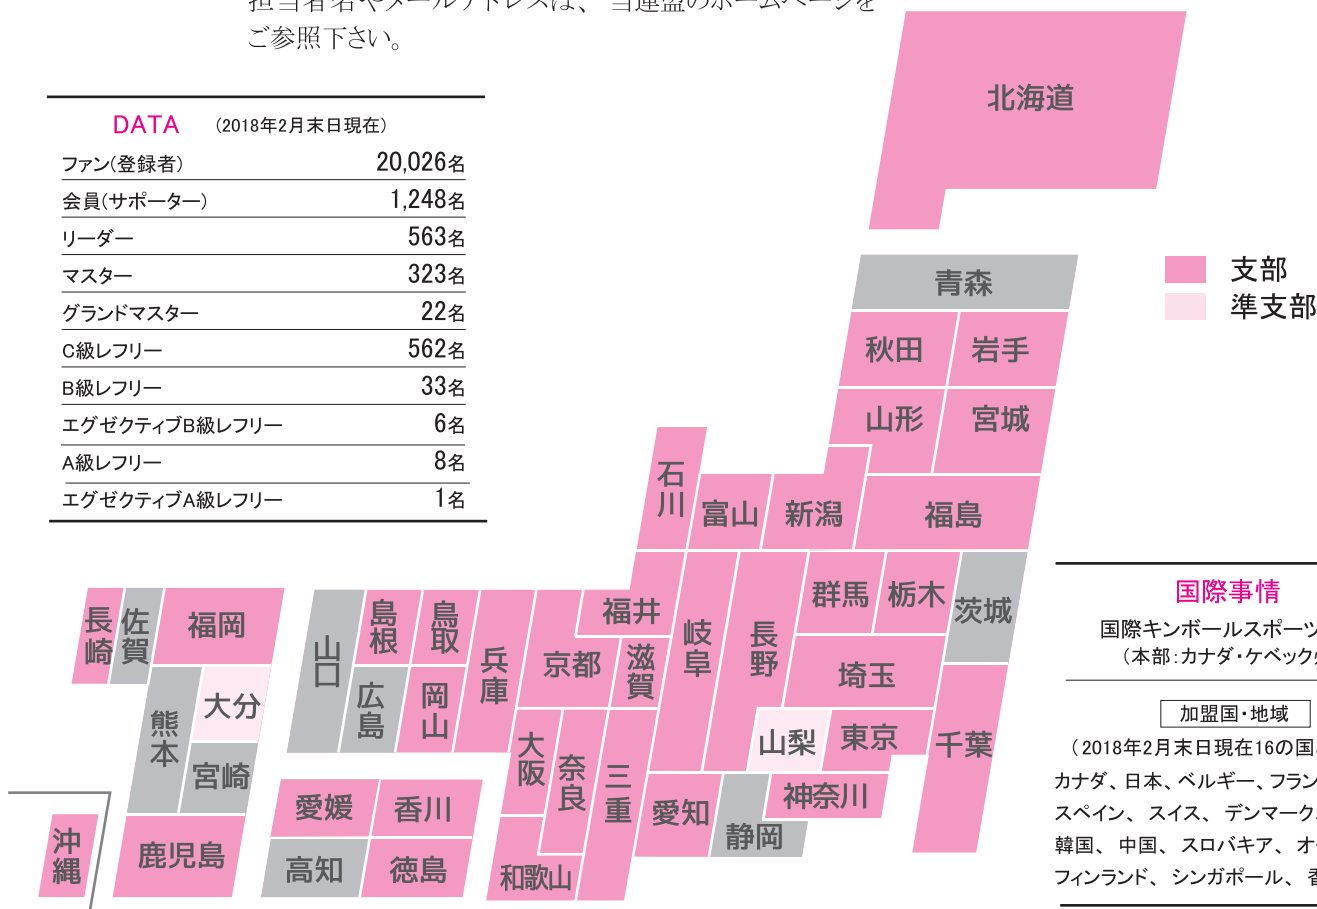 担当者名やメールアドレスは、当連盟のホームページを
ご参照下さい。
DATA （2018年2月末日現在）
ファン(登録者) 20,026名
会員(サポーター) 1,248名
リーダー 563名
マスター 323名
グランドマスター 22名
C級レフリー 562名
B級レフリー 33名
エグゼクティブB級レフリー 6名
A級レフリー 8名
エグゼクティブA級レフリー 1名
支部
準支部
北海道
青森
秋田 岩手
山形 宮城
石川 富山 新潟 福島
福井 岐阜 長野 群馬 栃木 茨城
埼玉
山梨 東京 千葉
神奈川
愛知 静岡
兵庫 京都 滋賀
大阪 奈良 三重
和歌山
山口 島根 鳥取
広島 岡山
愛媛 香川
高知 徳島
長崎 佐賀 福岡
熊本 大分
宮崎
鹿児島
沖縄
国際事情
国際キンボールスポーツ
（本部：カナダ・ケベック
加盟国・地域
（2018年2月末日現在16の国
カナダ、日本、ベルギー、フラン
スペイン、スイス、デンマーク
韓国、中国、スロバキア、オ
フィンランド、シンガポール、香